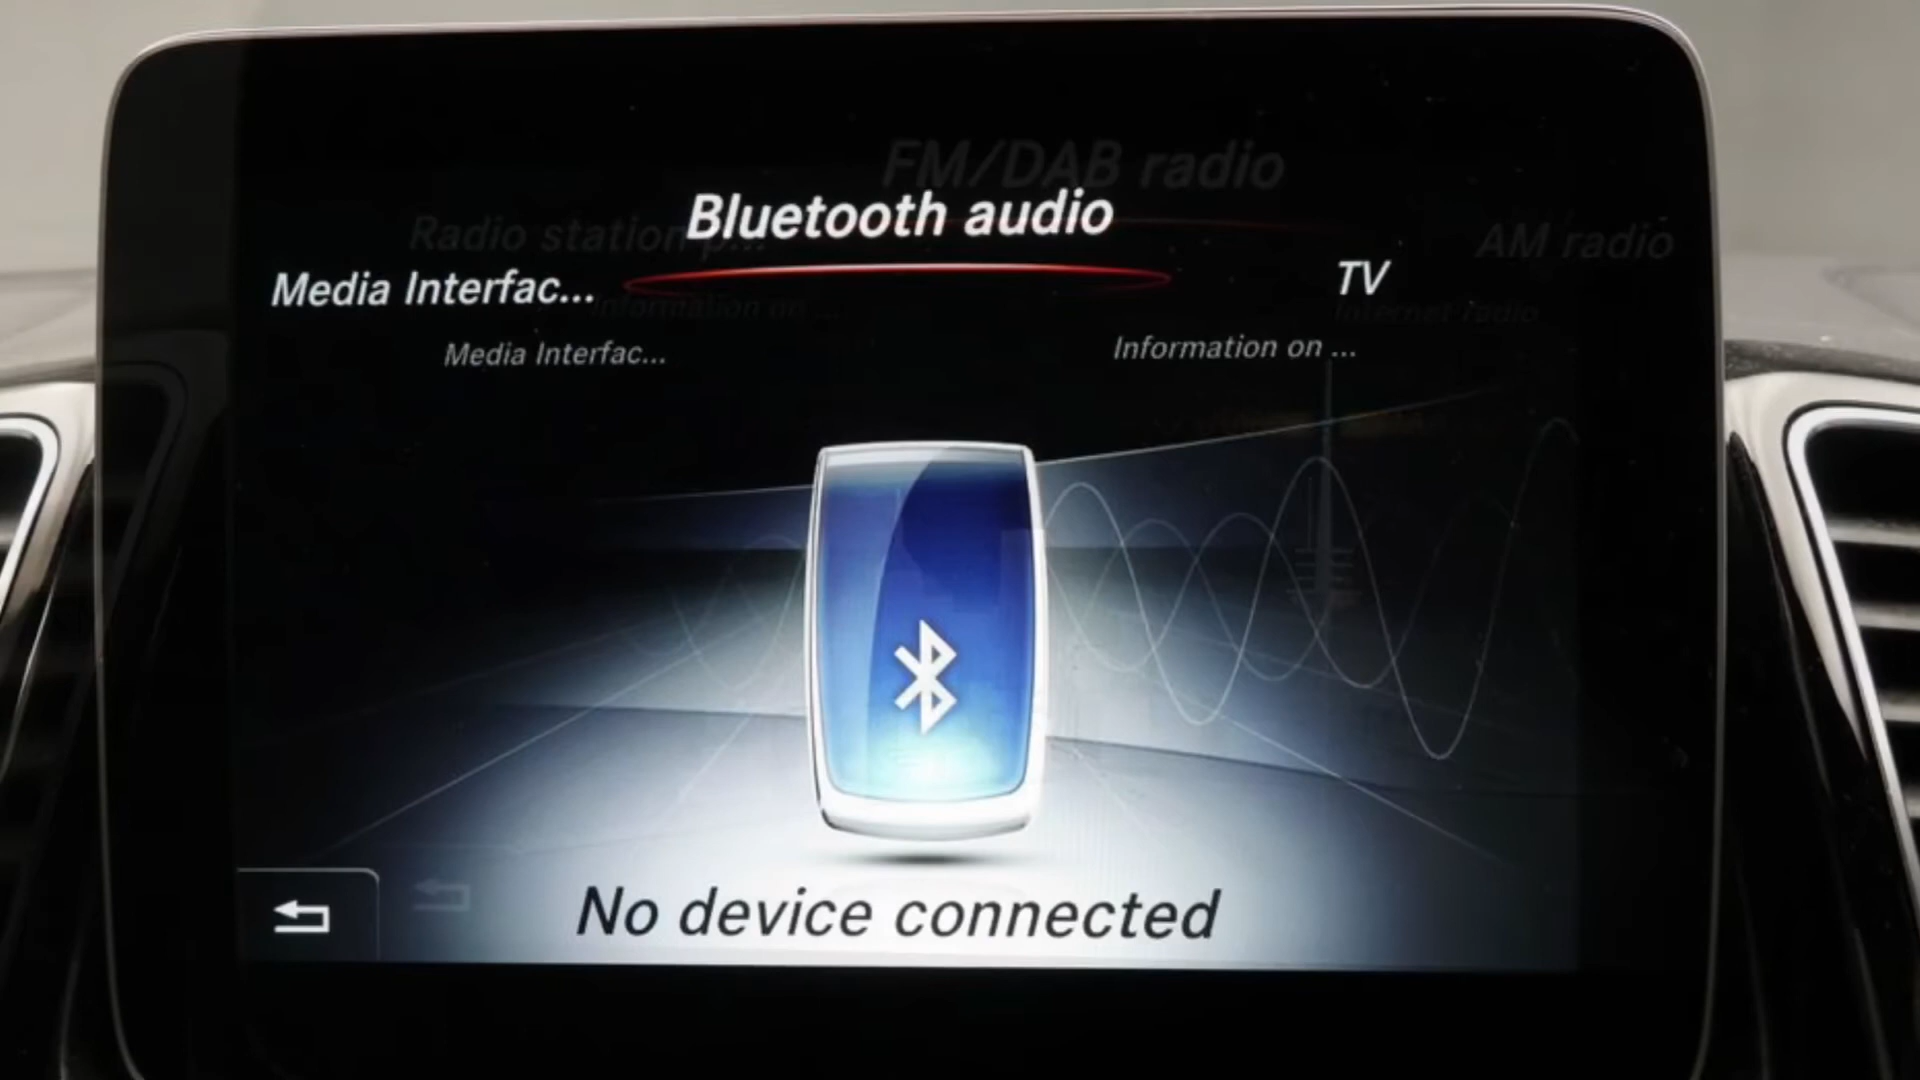 FM/DAB radio
Bluetooth audio
Radio station p...
AM radio
Media Interfac...
TV
Information on ...
Internet radio
Media Interfac...
Information on ...
No device connected